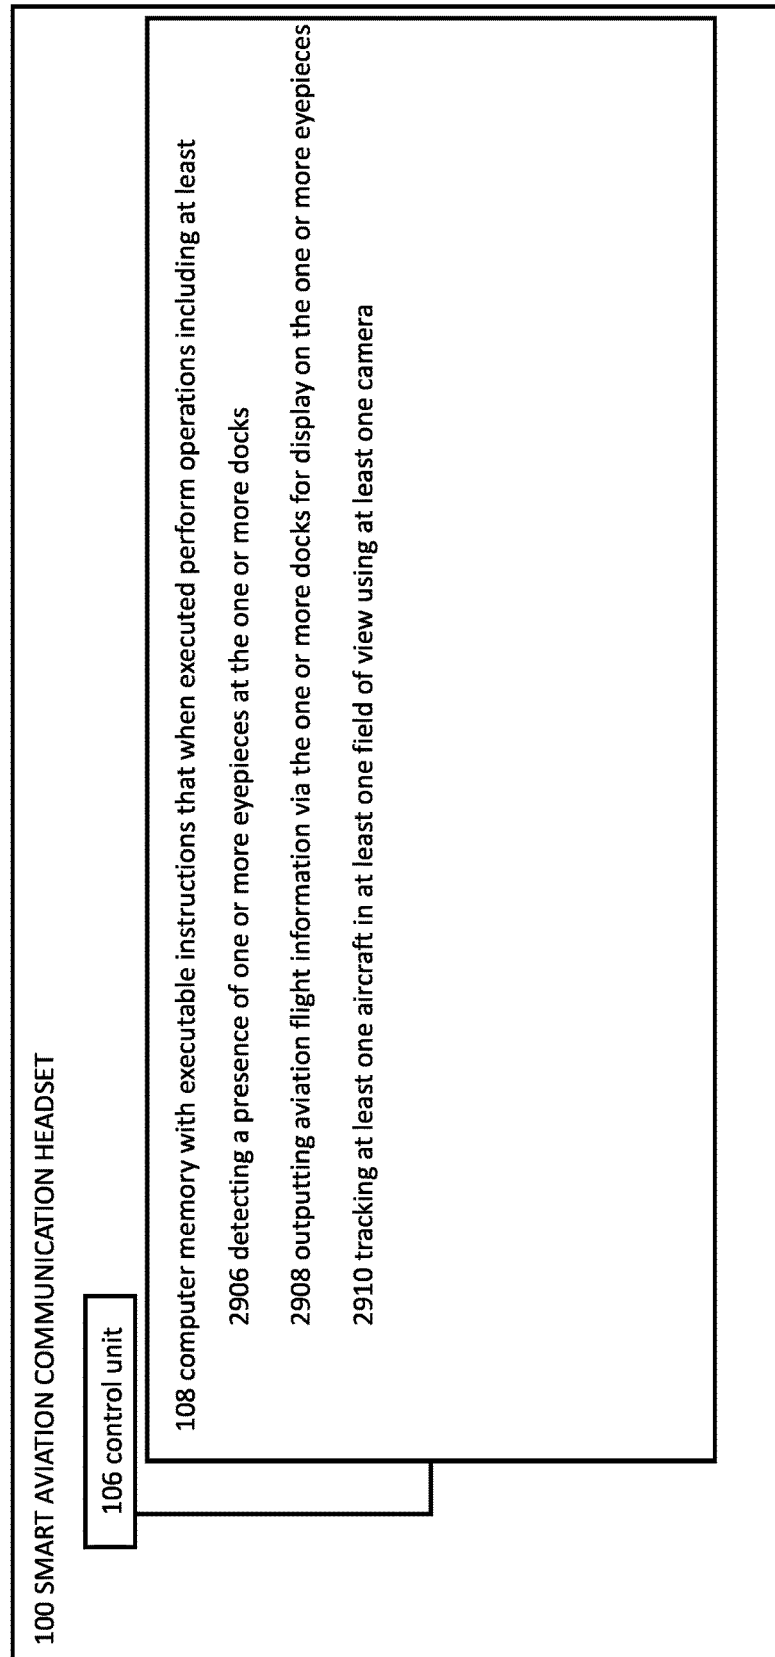 100 SMART AVIATION COMMUNICATION HEADSET
106 control unit
108 computer memory with executable instructions that when executed perform operations including at least
2906 detecting a presence of one or more eyepieces at the one or more docks
2908 outputting aviation flight information via the one or more docks for display on the one or more eyepieces
2910 tracking at least one aircraft in at least one field of view using at least one camera